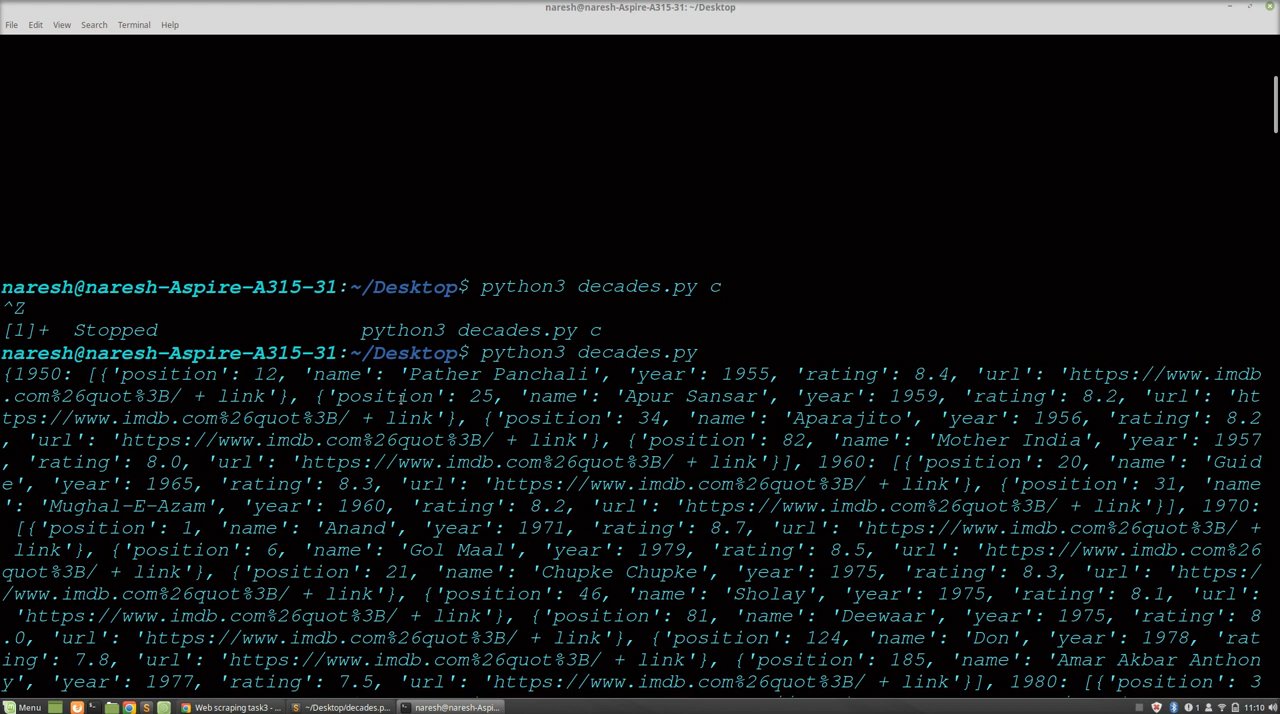 naresh@naresh-Aspire-A315-31: ~/Desktop
File Edit View Search Terminal Help
naresh@naresh-Aspire-A315-31:~/Desktop$ python3 decades.py c
^Z
[1]+  Stopped                 python3 decades.py c
naresh@naresh-Aspire-A315-31:~/Desktop$ python3 decades.py
{1950: [{'position': 12, 'name': 'Pather Panchali', 'year': 1955, 'rating': 8.4, 'url': 'https://www.imdb
.com%26quot%3B/ + link'}, {'position': 25, 'name': 'Apur Sansar', 'year': 1959, 'rating': 8.2, 'url': 'ht
tps://www.imdb.com%26quot%3B/ + link'}, {'position': 34, 'name': 'Aparajito', 'year': 1956, 'rating': 8.2
, 'url': 'https://www.imdb.com%26quot%3B/ + link'}, {'position': 82, 'name': 'Mother India', 'year': 1957
, 'rating': 8.0, 'url': 'https://www.imdb.com%26quot%3B/ + link'}], 1960: [{'position': 20, 'name': 'Guid
e', 'year': 1965, 'rating': 8.3, 'url': 'https://www.imdb.com%26quot%3B/ + link'}, {'position': 31, 'name
': 'Mughal-E-Azam', 'year': 1960, 'rating': 8.2, 'url': 'https://www.imdb.com%26quot%3B/ + link'}], 1970:
 [{'position': 1, 'name': 'Anand', 'year': 1971, 'rating': 8.7, 'url': 'https://www.imdb.com%26quot%3B/ +
 link'}, {'position': 6, 'name': 'Gol Maal', 'year': 1979, 'rating': 8.5, 'url': 'https://www.imdb.com%26
quot%3B/ + link'}, {'position': 21, 'name': 'Chupke Chupke', 'year': 1975, 'rating': 8.3, 'url': 'https:/
/www.imdb.com%26quot%3B/ + link'}, {'position': 46, 'name': 'Sholay', 'year': 1975, 'rating': 8.1, 'url':
 'https://www.imdb.com%26quot%3B/ + link'}, {'position': 81, 'name': 'Deewaar', 'year': 1975, 'rating': 8
.0, 'url': 'https://www.imdb.com%26quot%3B/ + link'}, {'position': 124, 'name': 'Don', 'year': 1978, 'rat
ing': 7.8, 'url': 'https://www.imdb.com%26quot%3B/ + link'}, {'position': 185, 'name': 'Amar Akbar Anthon
y', 'year': 1977, 'rating': 7.5, 'url': 'https://www.imdb.com%26quot%3B/ + link'}], 1980: [{'position': 3
Menu Web scraping task3 - ... ~/Desktop/decades.p... naresh@naresh-Aspi... 1 11:10